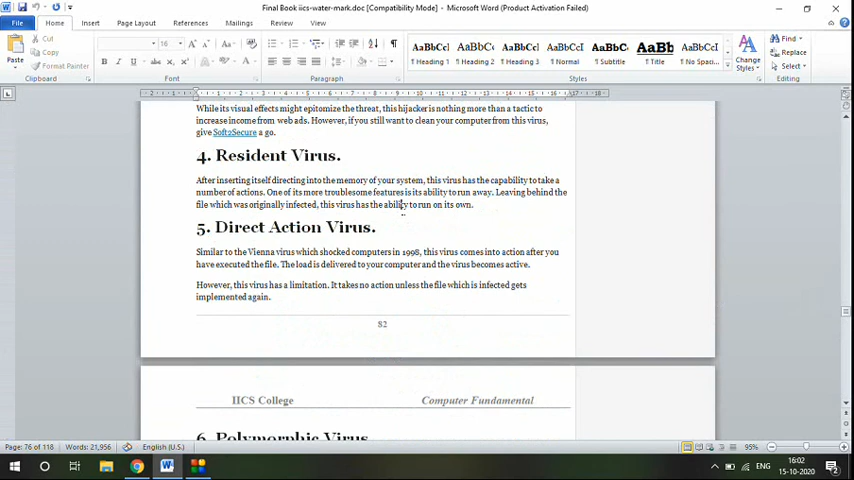 Final Book iics-water-mark.doc [Compatibility Mode] - Microsoft Word (Product Activation Failed)
File Home Insert Page Layout References Mailings Review View
Paste
Cut
Copy
Format Painter
Clipboard
16
Font
Paragraph
AaBbCc AaBbC AaBbCc AaBbCc AaBbCc AaBb AaBbCc
Heading 1 Heading 2 Heading 3 Normal Subtitle Title No Spac...
Change Styles
Styles
Find
Replace
Select
Editing
While its visual effects might epitomize the threat, this hijacker is nothing more than a tactic to
increase income from web ads. However, if you still want to clean your computer from this virus,
give Soft2Secure a go.
4. Resident Virus.
After inserting itself directing into the memory of your system, this virus has the capability to take a
number of actions. One of its more troublesome features is its ability to run away. Leaving behind the
file which was originally infected, this virus has the ability to run on its own.
5. Direct Action Virus.
Similar to the Vienna virus which shocked computers in 1998, this virus comes into action after you
have executed the file. The load is delivered to your computer and the virus becomes active.
However, this virus has a limitation. It takes no action unless the file which is infected gets
implemented again.
82
IICS College Computer Fundamental
6. Polymorphic Virus
Page: 76 of 118 Words: 21,956 English (U.S.) 95%
ENG
16:02
15-10-2020